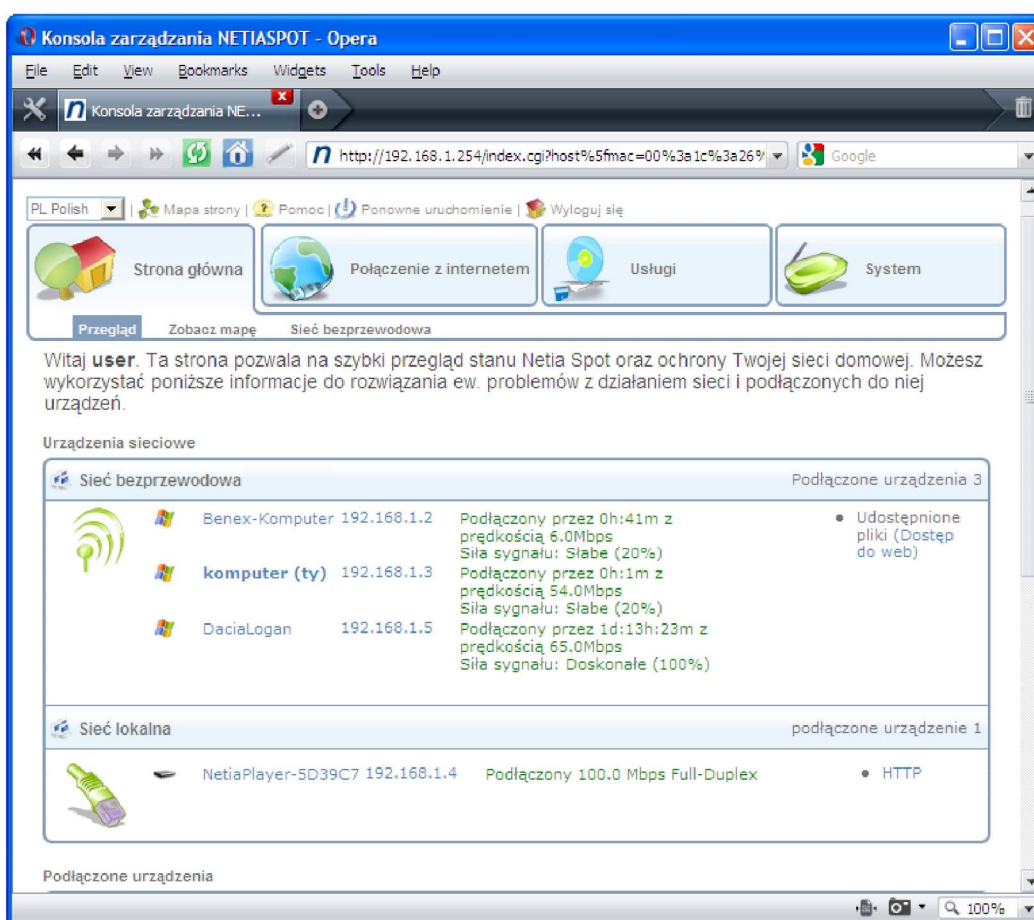 Konsola zarządzania NETIASPOT - Opera
File Edit View Bookmarks Widgets Tools Help
Konsola zarządzania NE...
http://192.168.1.254/index.cgi?host%5fmac=00%3a1c%3a26% Google
PL Polish | Mapa strony | Pomoc | Ponowne uruchomienie | Wyloguj się
Strona główna Połączenie z internetem Usługi System
Przegląd Zobacz mapę Sieć bezprzewodowa
Witaj user. Ta strona pozwala na szybki przegląd stanu Netia Spot oraz ochrony Twojej sieci domowej. Możesz
wykorzystać poniższe informacje do rozwiązania ew. problemów z działaniem sieci i podłączonych do niej
urządzeń.
Urządzenia sieciowe
Sieć bezprzewodowa Podłączone urządzenia 3
Benex-Komputer 192.168.1.2 Podłączony przez 0h:41m z
prędkością 6.0Mbps
Siła sygnału: Słabe (20%)
• Udostępnione
pliki (Dostęp
do web)
komputer (ty) 192.168.1.3 Podłączony przez 0h:1m z
prędkością 54.0Mbps
Siła sygnału: Słabe (20%)
DaciaLogan 192.168.1.5 Podłączony przez 1d:13h:23m z
prędkością 65.0Mbps
Siła sygnału: Doskonałe (100%)
Sieć lokalna podłączone urządzenie 1
NetiaPlayer-5D39C7 192.168.1.4 Podłączony 100.0 Mbps Full-Duplex • HTTP
Podłączone urządzenia
100%